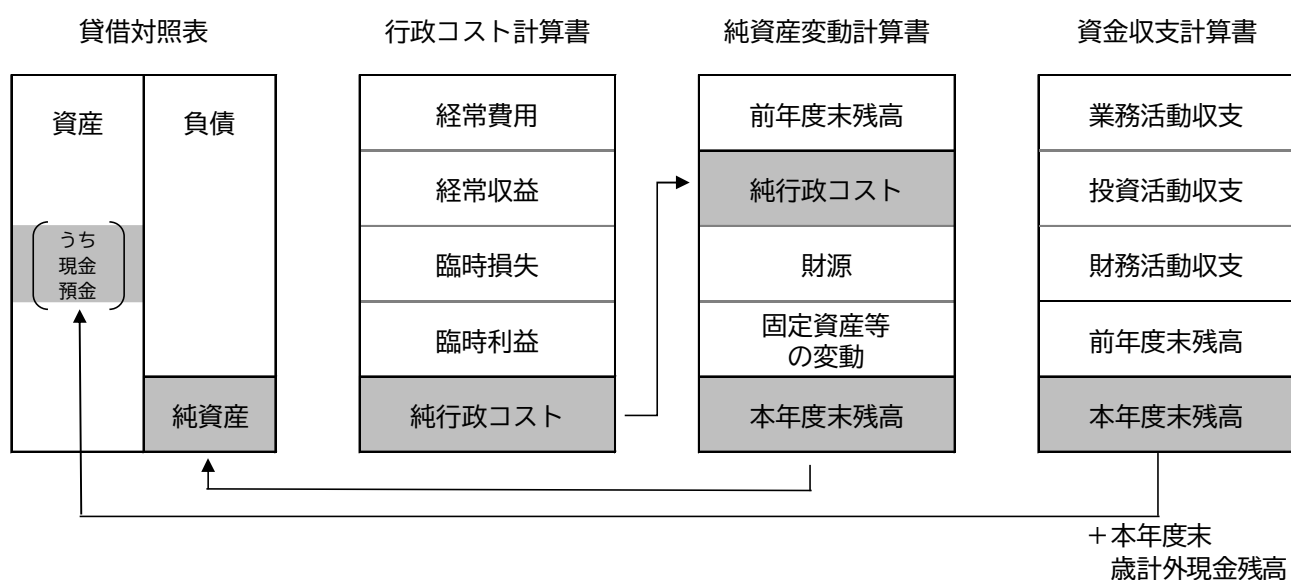 貸借対照表
資産
負債
うち
現金
預金
純資産
行政コスト計算書
経常費用
経常収益
臨時損失
臨時利益
純行政コスト
純資産変動計算書
前年度末残高
純行政コスト
財源
固定資産等
の変動
本年度末残高
資金収支計算書
業務活動収支
投資活動収支
財務活動収支
前年度末残高
本年度末残高
+本年度末
歳計外現金残高